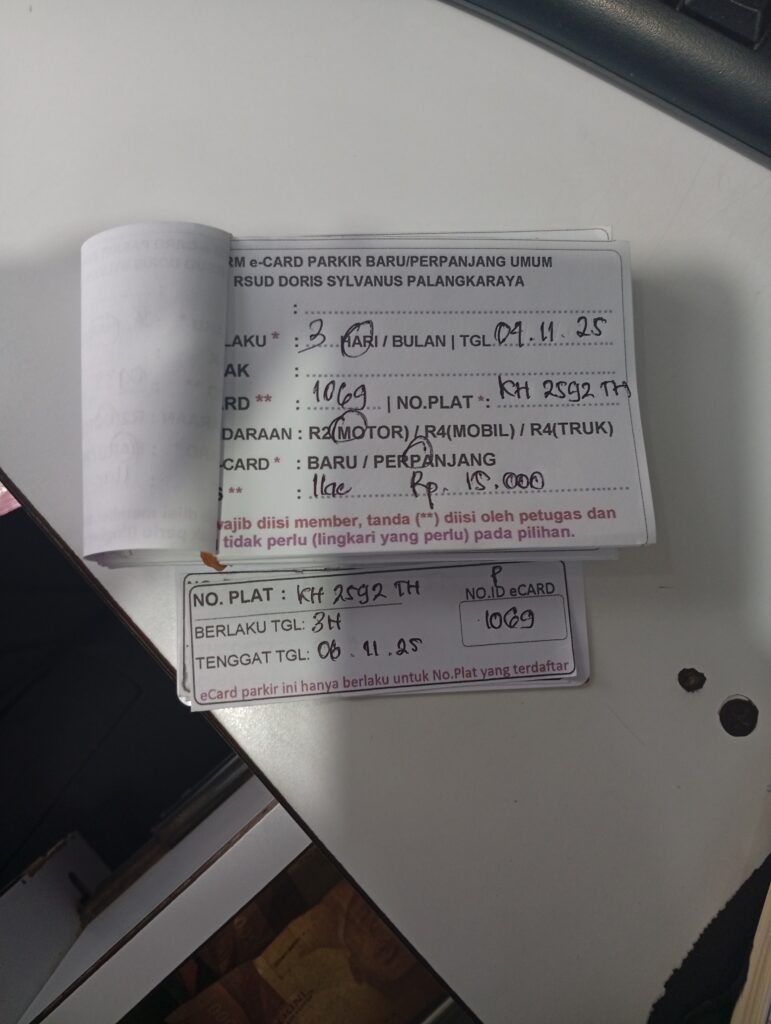 RM e-CARD PARKIR BARU/PERPANJANG UMUM
RSUD DORIS SYLVANUS PALANGKARAYA
:
LAKU * : 3 HARI / BULAN | TGL 04.11.25
AK :
RD ** : 1069 | NO.PLAT *: KH 2592 TH
DARAAN : R2(MOTOR) / R4(MOBIL) / R4(TRUK)
-CARD * : BARU / PERPANJANG
** : Rp. 15.000
wajib diisi member, tanda (**) diisi oleh petugas dan
tidak perlu (lingkari yang perlu) pada pilihan.
P
NO. PLAT : KH 2592 TH
NO.ID eCARD
BERLAKU TGL: 3H
1069
TENGGAT TGL: 06.11.25
eCard parkir ini hanya berlaku untuk No.Plat yang terdaftar